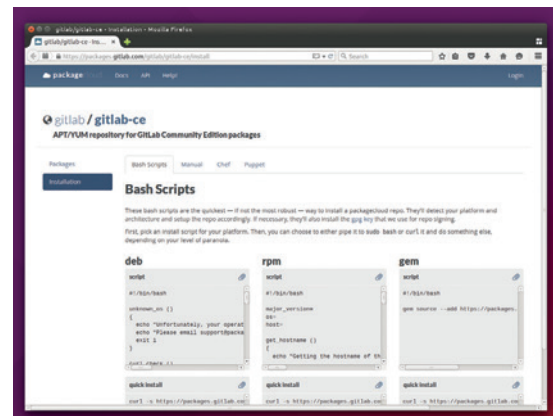 gitlab/gitlab-ce - Installation - Mozilla Firefox
gitlab/gitlab-ce - Ins...
https://packages.gitlab.com/gitlab/gitlab-ce/install
Search
package
Docs API Help!
Login
gitlab / gitlab-ce
APT/YUM repository for GitLab Community Edition packages
Packages
Installation
Bash Scripts Manual Chef Puppet
Bash Scripts
These bash scripts are the quickest — if not the most robust — way to install a packagecloud repo. They'll detect your platform and
architecture and setup the repo accordingly. If necessary, they'll also install the gpg key that we use for repo signing.
First, pick an install script for your platform. Then, you can choose to either pipe it to sudo bash or curl it and do something else,
depending on your level of paranoia.
deb rpm gem
script script script
#!/bin/bash
unknown_os ()
{
echo "Unfortunately, your operat
echo "Please email support@packa
exit 1
}
curl_check ()
#!/bin/bash
major_version=
os=
host=
get_hostname ()
{
echo "Getting the hostname of th
#!/bin/bash
gem source --add https://packages.
quick install quick install quick install
curl -s https://packages.gitlab.co curl -s https://packages.gitlab.co curl -s https://packages.gitlab.co